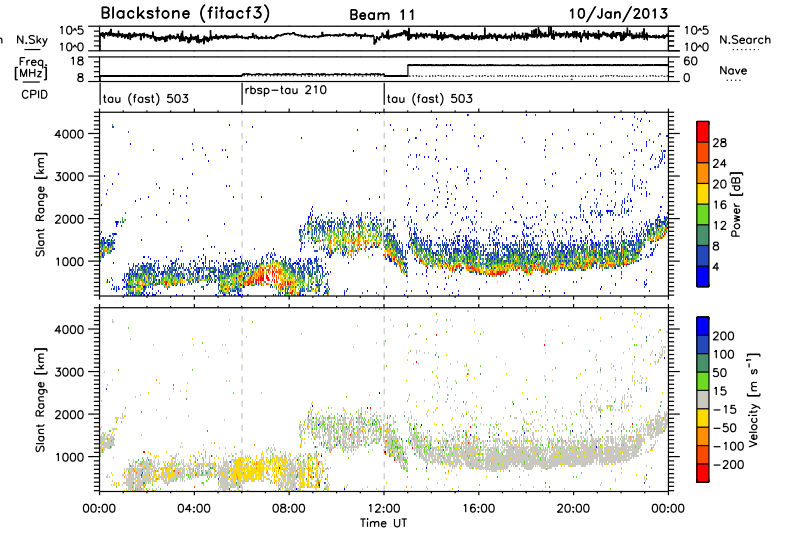 Blackstone (fitacf3) Beam 11 10/Jan/2013
n N.Sky 10^5 10^0 10^5 10^0 N.Search
Freq. [MHz] 18 8 60 0 Nave
CPID tau (fast) 503 rbsp-tau 210 tau (fast) 503
Slant Range [km]
4000
3000
2000
1000
28
24
20
16
12
8
4
Power [dB]
Slant Range [km]
4000
3000
2000
1000
200
100
50
15
-15
-50
-100
-200
Velocity [m s⁻¹]
00:00 04:00 08:00 12:00 16:00 20:00 00:00
Time UT